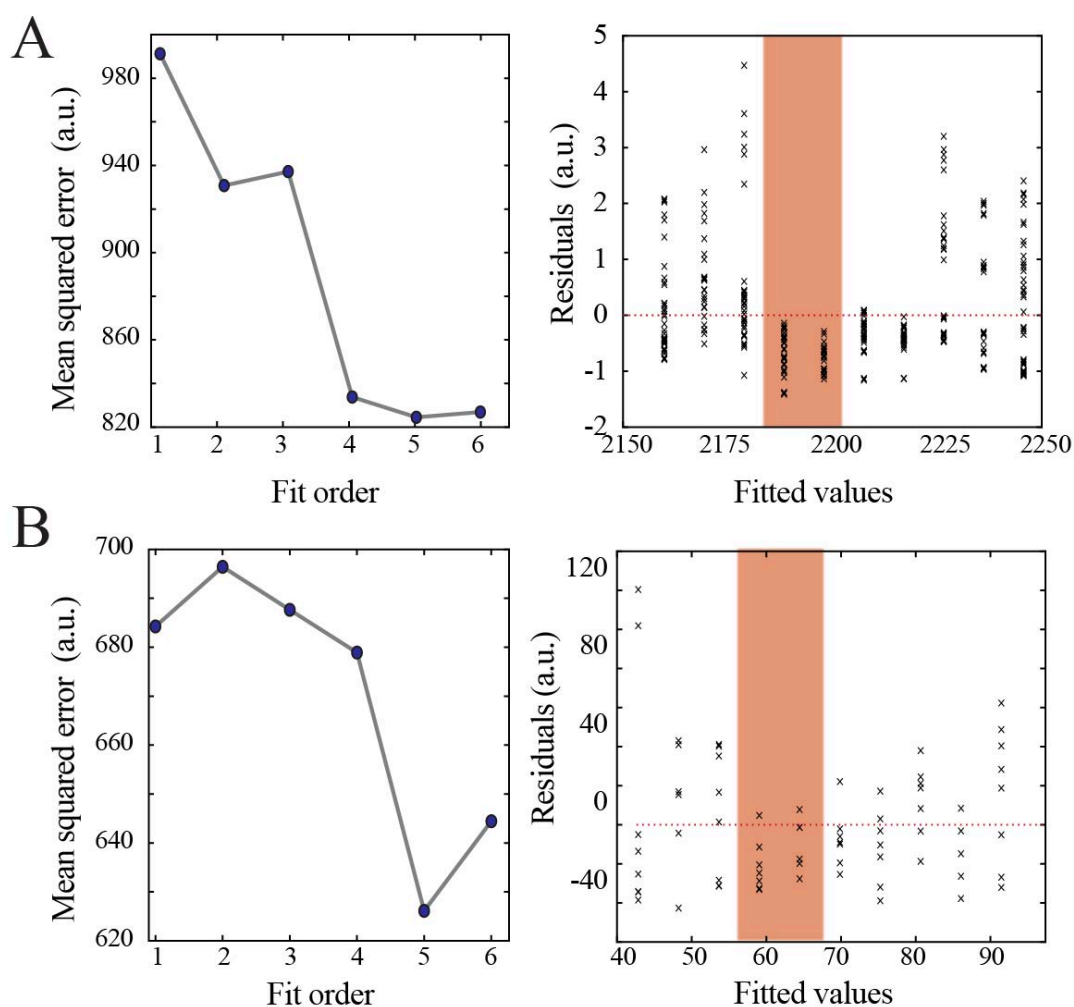 A
Mean squared error (a.u.)
980
940
900
860
820
1 2 3 4 5 6
Fit order
Residuals (a.u.)
5
4
3
2
1
0
-1
-2
2150 2175 2200 2225 2250
Fitted values
B
Mean squared error (a.u.)
700
680
660
640
620
1 2 3 4 5 6
Fit order
Residuals (a.u.)
120
80
40
0
-40
40 50 60 70 80 90
Fitted values